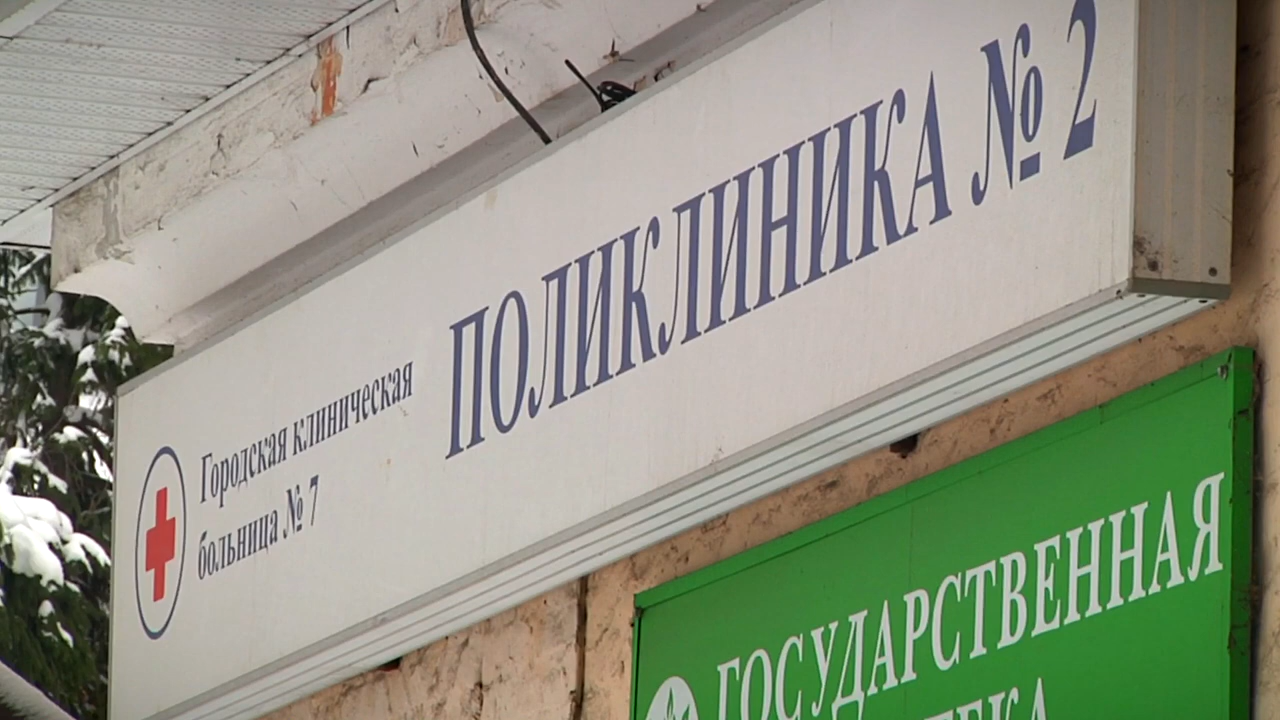 Городская клиническая
больница № 7
ПОЛИКЛИНИКА № 2
ГОСУДАРСТВЕННАЯ